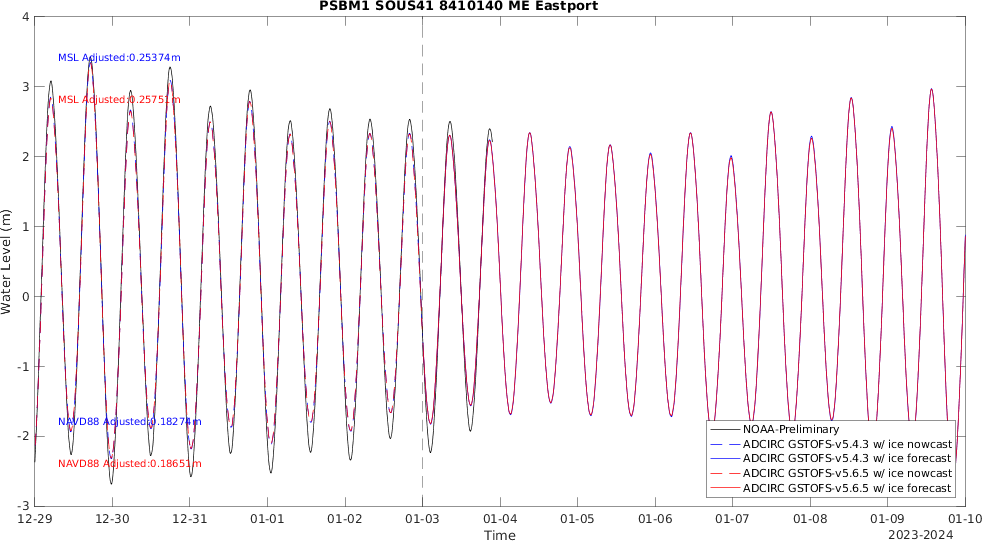 PSBM1 SOUS41 8410140 ME Eastport
4
MSL Adjusted:0.25374m
3
MSL Adjusted:0.25751m
2
1
Water Level (m)
0
-1
NAVD88 Adjusted:0.18274m
-2
NAVD88 Adjusted:0.18651m
-3
NOAA-Preliminary
ADCIRC GSTOFS-v5.4.3 w/ ice nowcast
ADCIRC GSTOFS-v5.4.3 w/ ice forecast
ADCIRC GSTOFS-v5.6.5 w/ ice nowcast
ADCIRC GSTOFS-v5.6.5 w/ ice forecast
12-29 12-30 12-31 01-01 01-02 01-03 01-04 01-05 01-06 01-07 01-08 01-09 01-10
Time
2023-2024